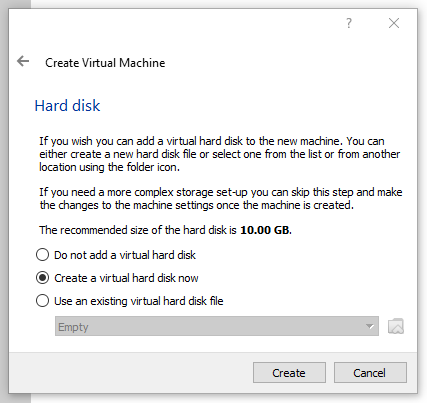 ?
Create Virtual Machine
Hard disk
If you wish you can add a virtual hard disk to the new machine. You can
either create a new hard disk file or select one from the list or from another
location using the folder icon.
If you need a more complex storage set-up you can skip this step and make
the changes to the machine settings once the machine is created.
The recommended size of the hard disk is 10.00 GB.
Do not add a virtual hard disk
Create a virtual hard disk now
Use an existing virtual hard disk file
Empty
Create Cancel